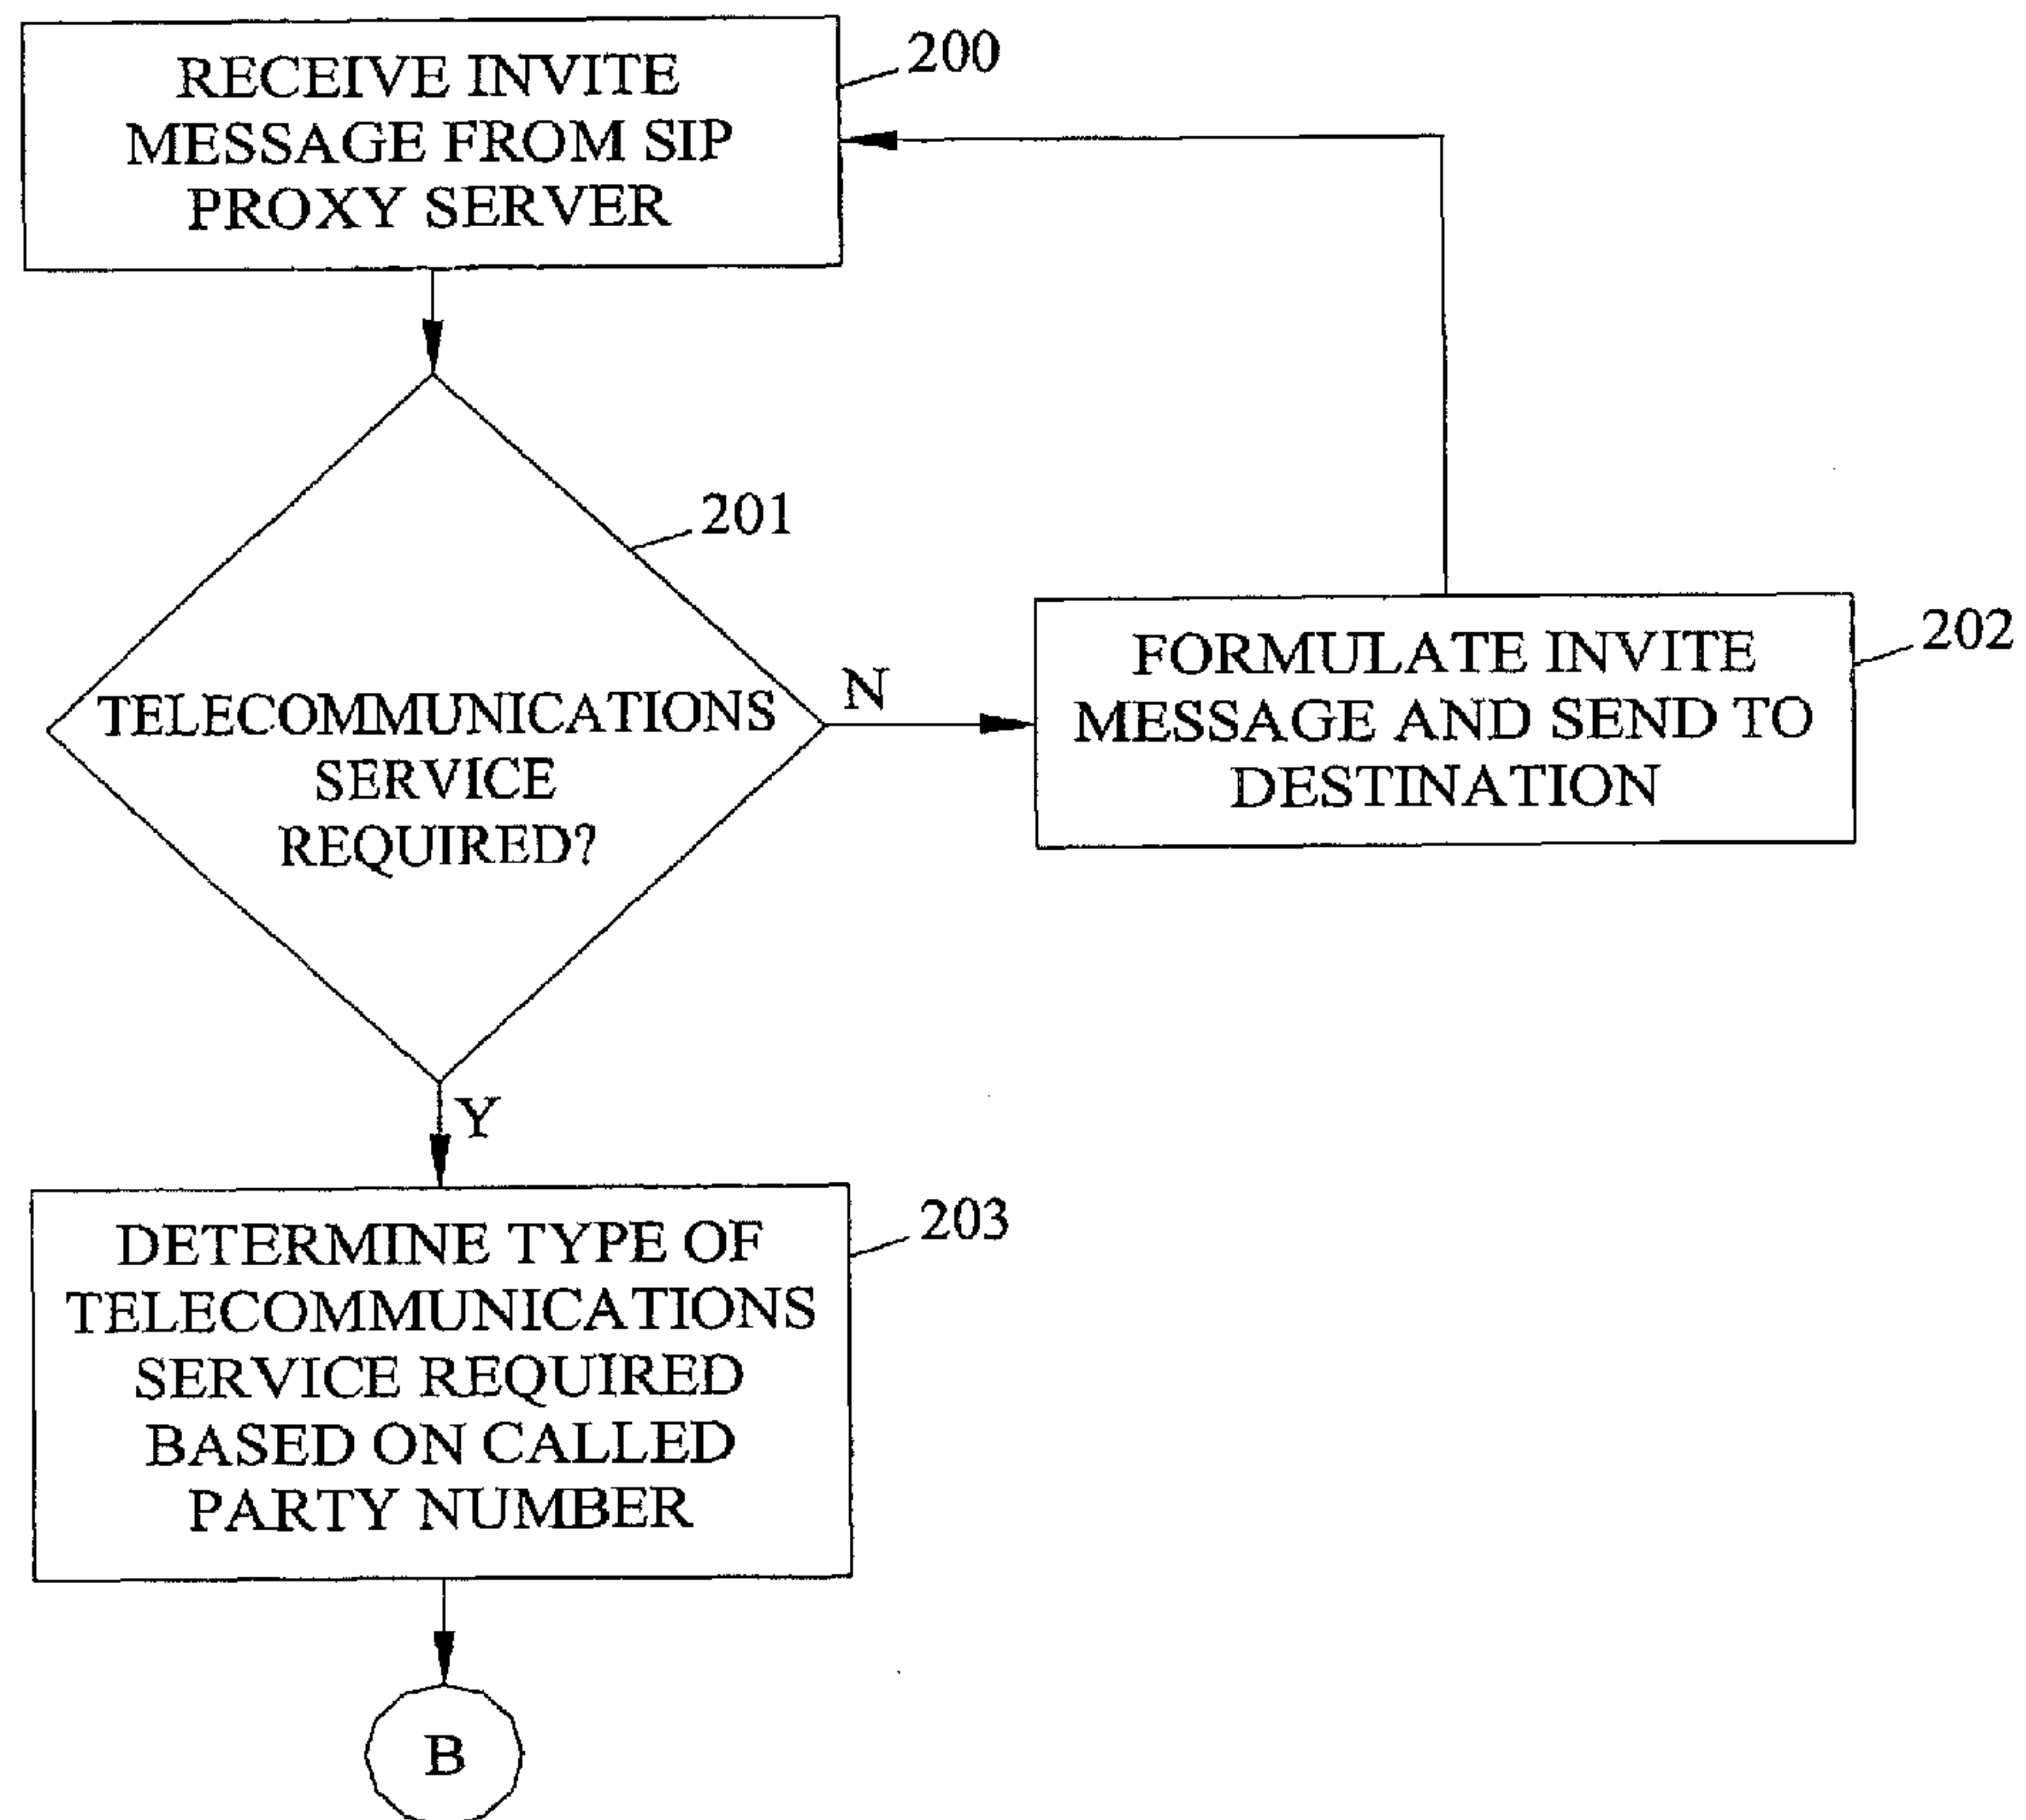 RECEIVE INVITE
MESSAGE FROM SIP
PROXY SERVER
200
201
TELECOMMUNICATIONS
SERVICE
REQUIRED?
N
FORMULATE INVITE
MESSAGE AND SEND TO
DESTINATION
202
Y
DETERMINE TYPE OF
TELECOMMUNICATIONS
SERVICE REQUIRED
BASED ON CALLED
PARTY NUMBER
203
B